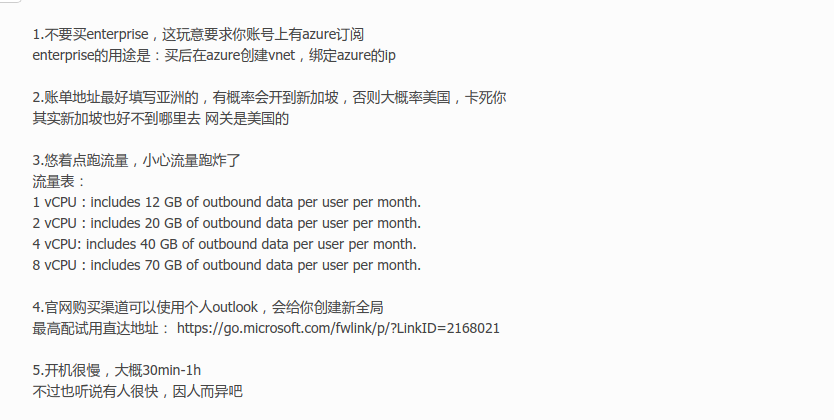 1.不要买enterprise，这玩意要求你账号上有azure订阅
enterprise的用途是：买后在azure创建vnet，绑定azure的ip
2.账单地址最好填写亚洲的，有概率会开到新加坡，否则大概率美国，卡死你
其实新加坡也好不到哪里去 网关是美国的
3.悠着点跑流量，小心流量跑炸了
流量表：
1 vCPU : includes 12 GB of outbound data per user per month.
2 vCPU : includes 20 GB of outbound data per user per month.
4 vCPU: includes 40 GB of outbound data per user per month.
8 vCPU : includes 70 GB of outbound data per user per month.
4.官网购买渠道可以使用个人outlook，会给你创建新全局
最高配试用直达地址： https://go.microsoft.com/fwlink/p/?LinkID=2168021
5.开机很慢，大概30min-1h
不过也听说有人很快，因人而异吧